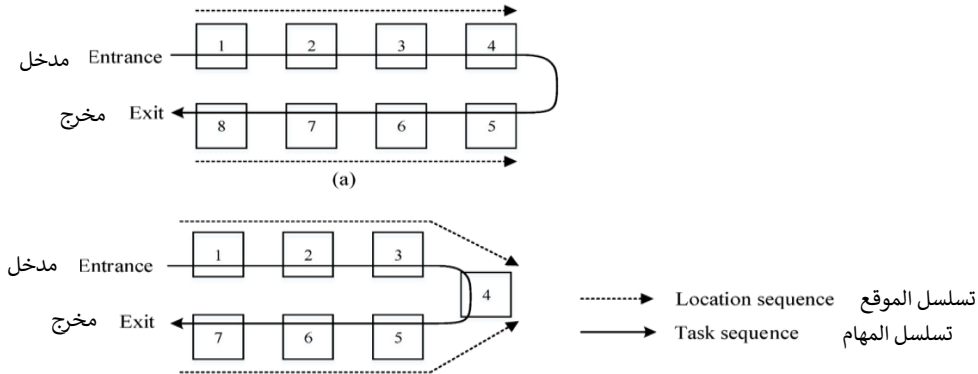 1 2 3 4
مدخل Entrance
مخرج Exit
8 7 6 5
(a)
1 2 3
مدخل Entrance
4
Location sequence تسلسل الموقع
مخرج Exit
Task sequence تسلسل المهام
7 6 5